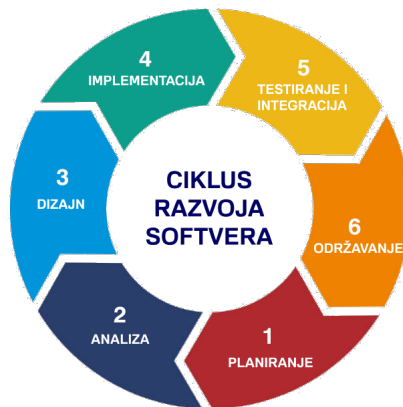 CIKLUS
RAZVOJA
SOFTVERA
1
PLANIRANJE
2
ANALIZA
3
DIZAJN
4
IMPLEMENTACIJA
5
TESTIRANJE I
INTEGRACIJA
6
ODRŽAVANJE